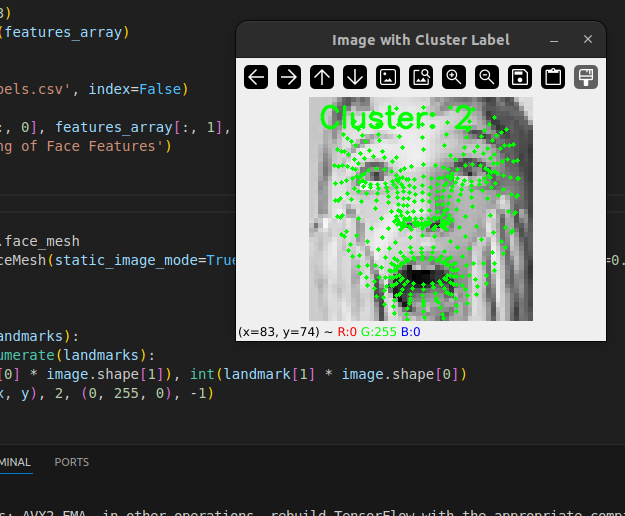 3)
(features_array)
Image with Cluster Label
bels.csv', index=False)
:, 0], features_array[:, 1],
ng of Face Features')
Cluster: 2
.face_mesh
ceMesh(static_image_mode=True
=0.
(x=83, y=74) ~ R:0 G:255 B:0
andmarks):
umerate(landmarks):
[0] * image.shape[1]), int(landmark[1] * image.shape[0])
x, y), 2, (0, 255, 0), -1)
MINAL PORTS
s: AVX2 FMA, in other operations, rebuild TensorFlow with the appropriate